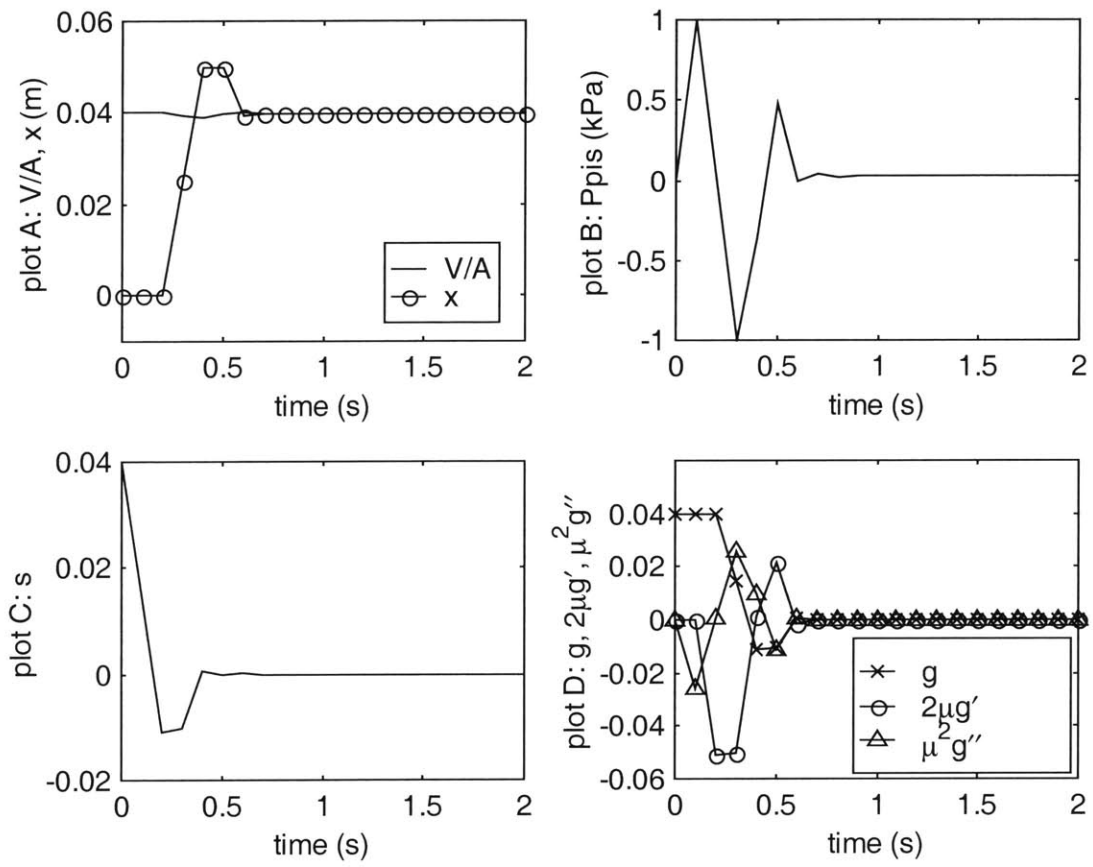 plot A: V/A, x (m)
0.06
0.04
0.02
0
V/A
x
0 0.5 1 1.5 2
time (s)
plot B: Ppis (kPa)
1
0.5
0
-0.5
-1
0 0.5 1 1.5 2
time (s)
plot C: s
0.04
0.02
0
-0.02
0 0.5 1 1.5 2
time (s)
plot D: g, 2μg′, μ²g′′
0.04
0.02
0
-0.02
-0.04
-0.06
g
2μg′
μ²g′′
0 0.5 1 1.5 2
time (s)